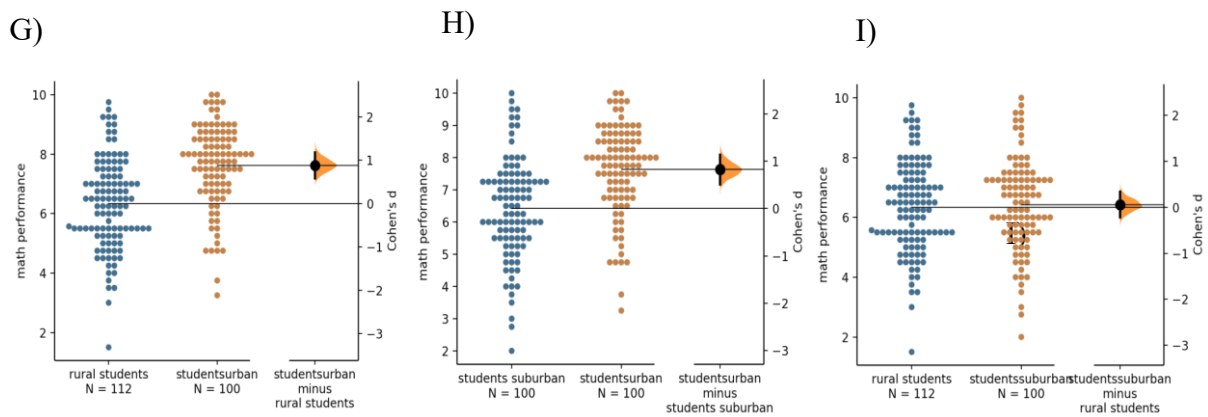 G)
H)
I)
math performance
10
8
6
4
2
2
1
0
−1
−2
−3
Cohen's d
rural students
N = 112
studentsurban
N = 100
studentsurban
minus
rural students
math performance
10
9
8
7
6
5
4
3
2
2
1
0
−1
−2
−3
Cohen's d
students suburban
N = 100
studentsurban
N = 100
studentsurban
minus
students suburban
math performance
10
8
6
4
2
2
1
0
−1
−2
−3
Cohen's d
rural students
N = 112
studentssuburban
N = 100
studentssuburban
minus
rural students